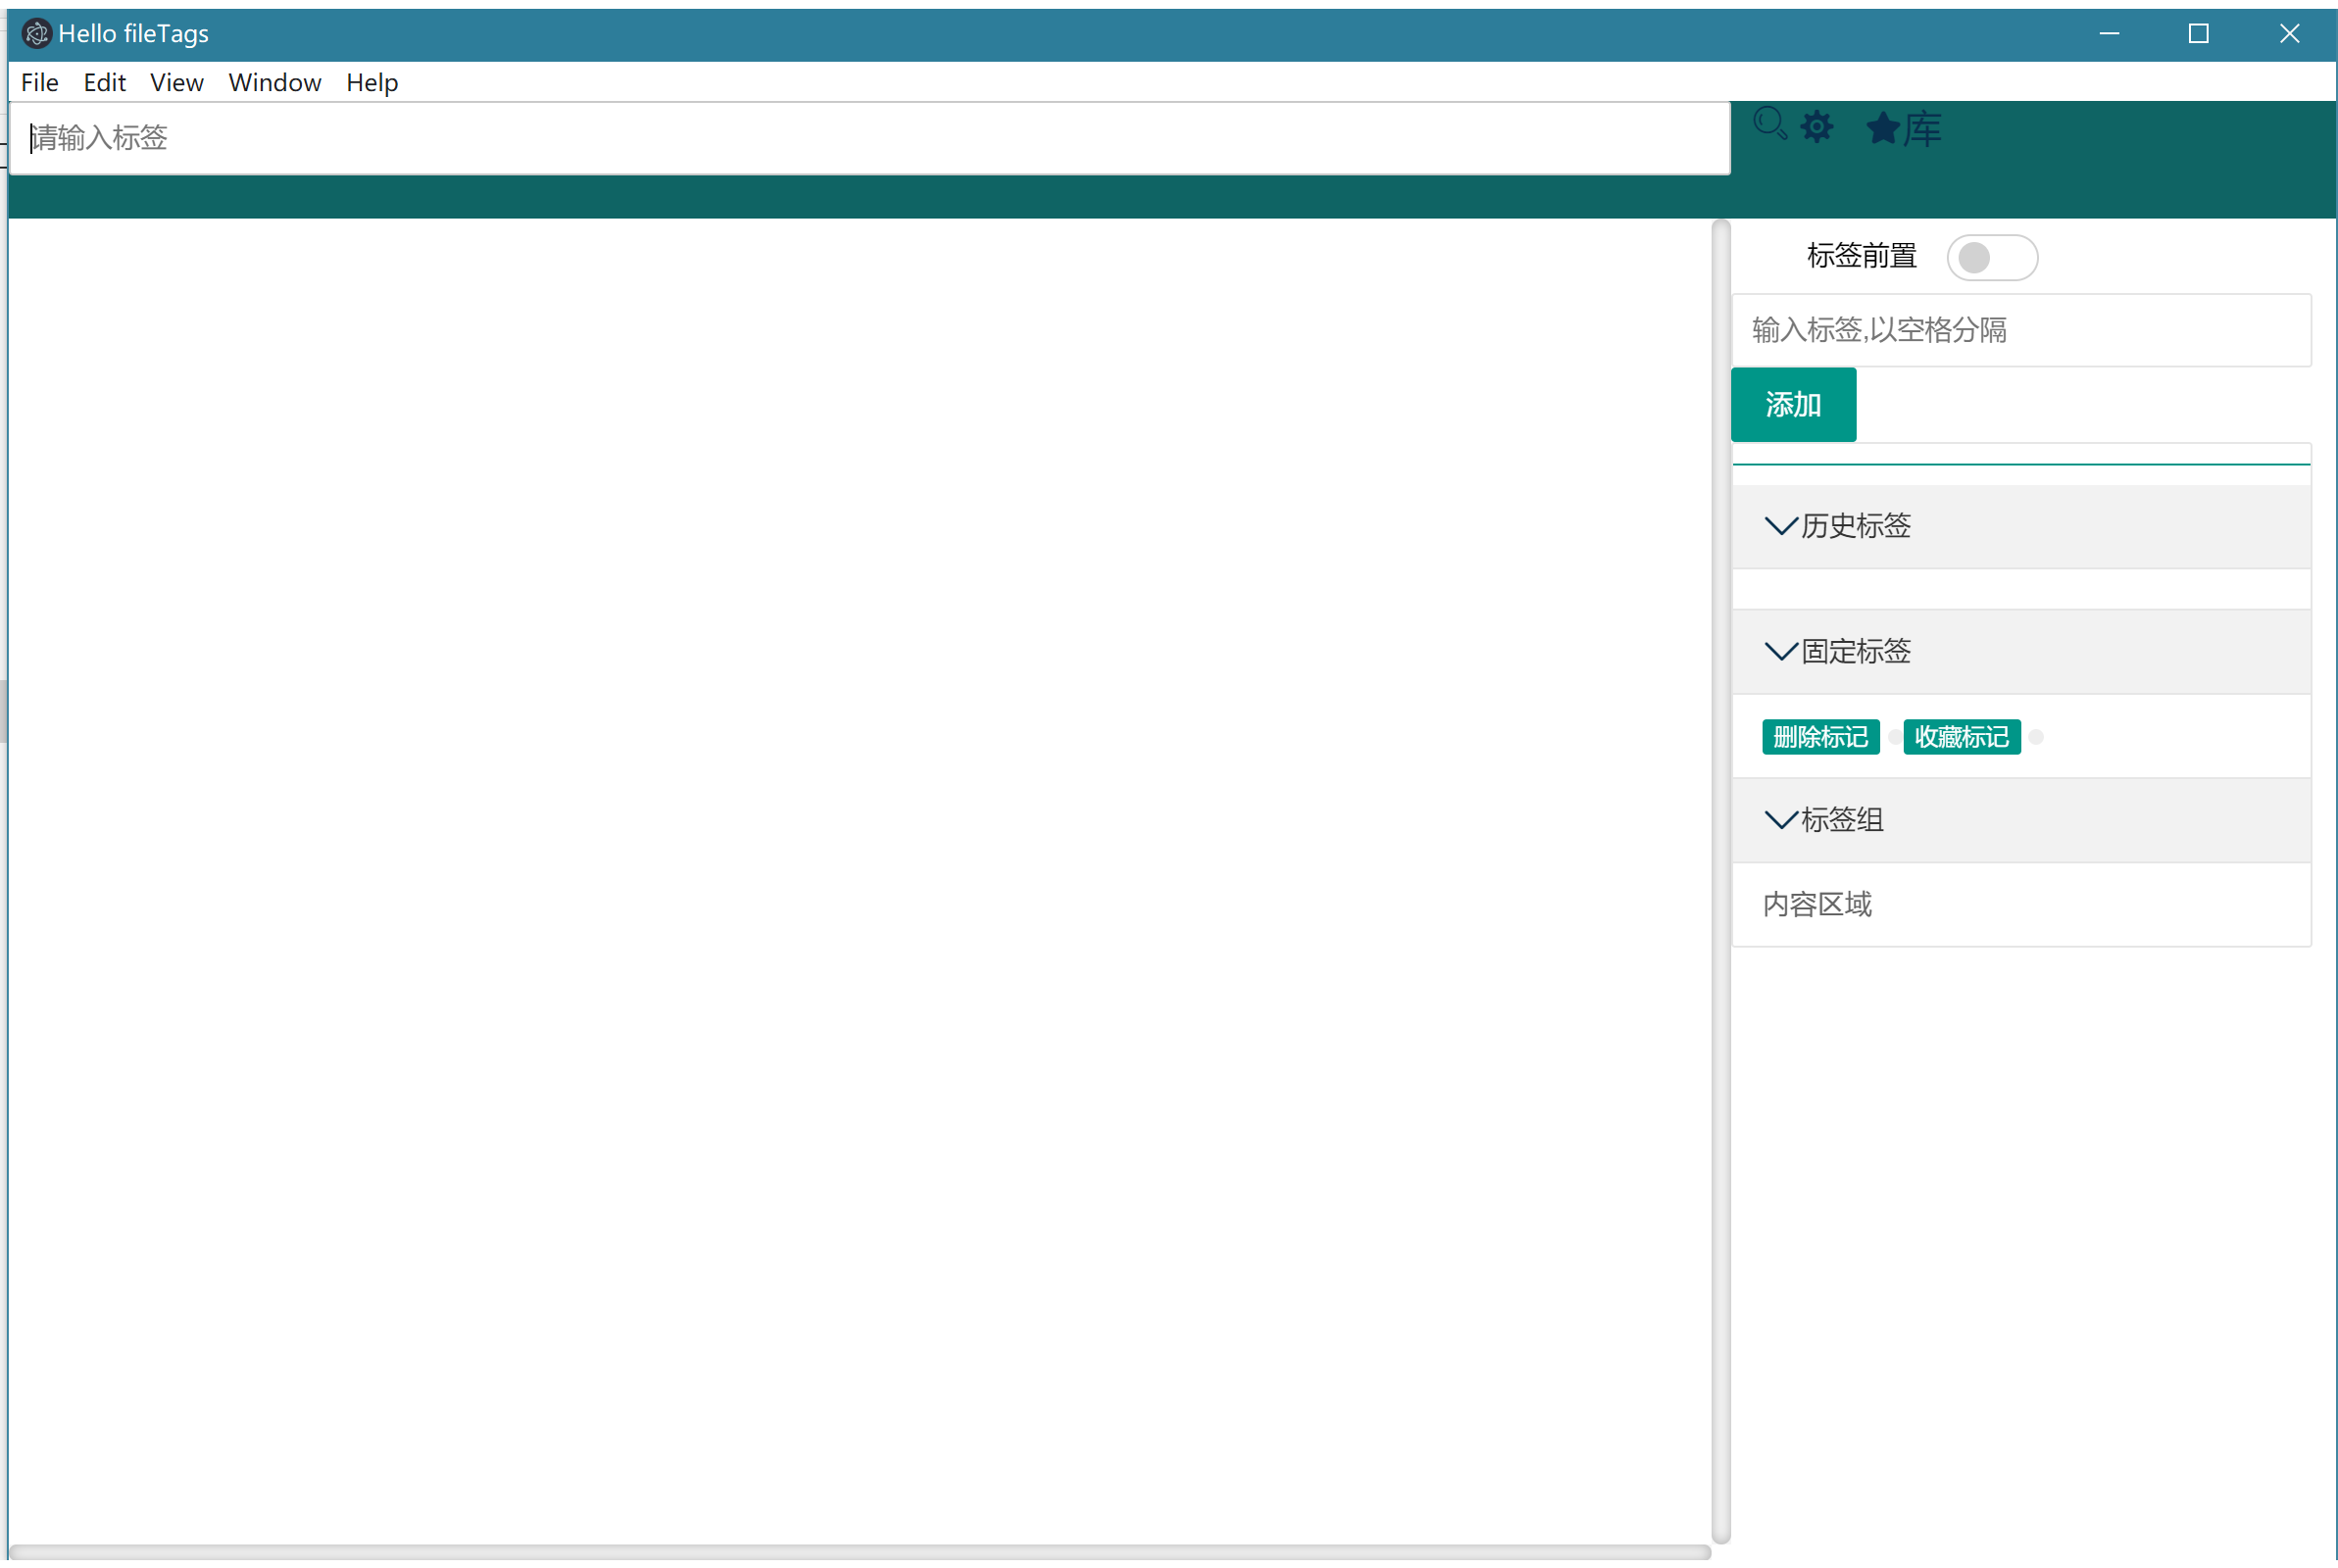 Hello fileTags
File Edit View Window Help
请输入标签
库
标签前置
输入标签,以空格分隔
添加
历史标签
固定标签
删除标记 收藏标记
标签组
内容区域